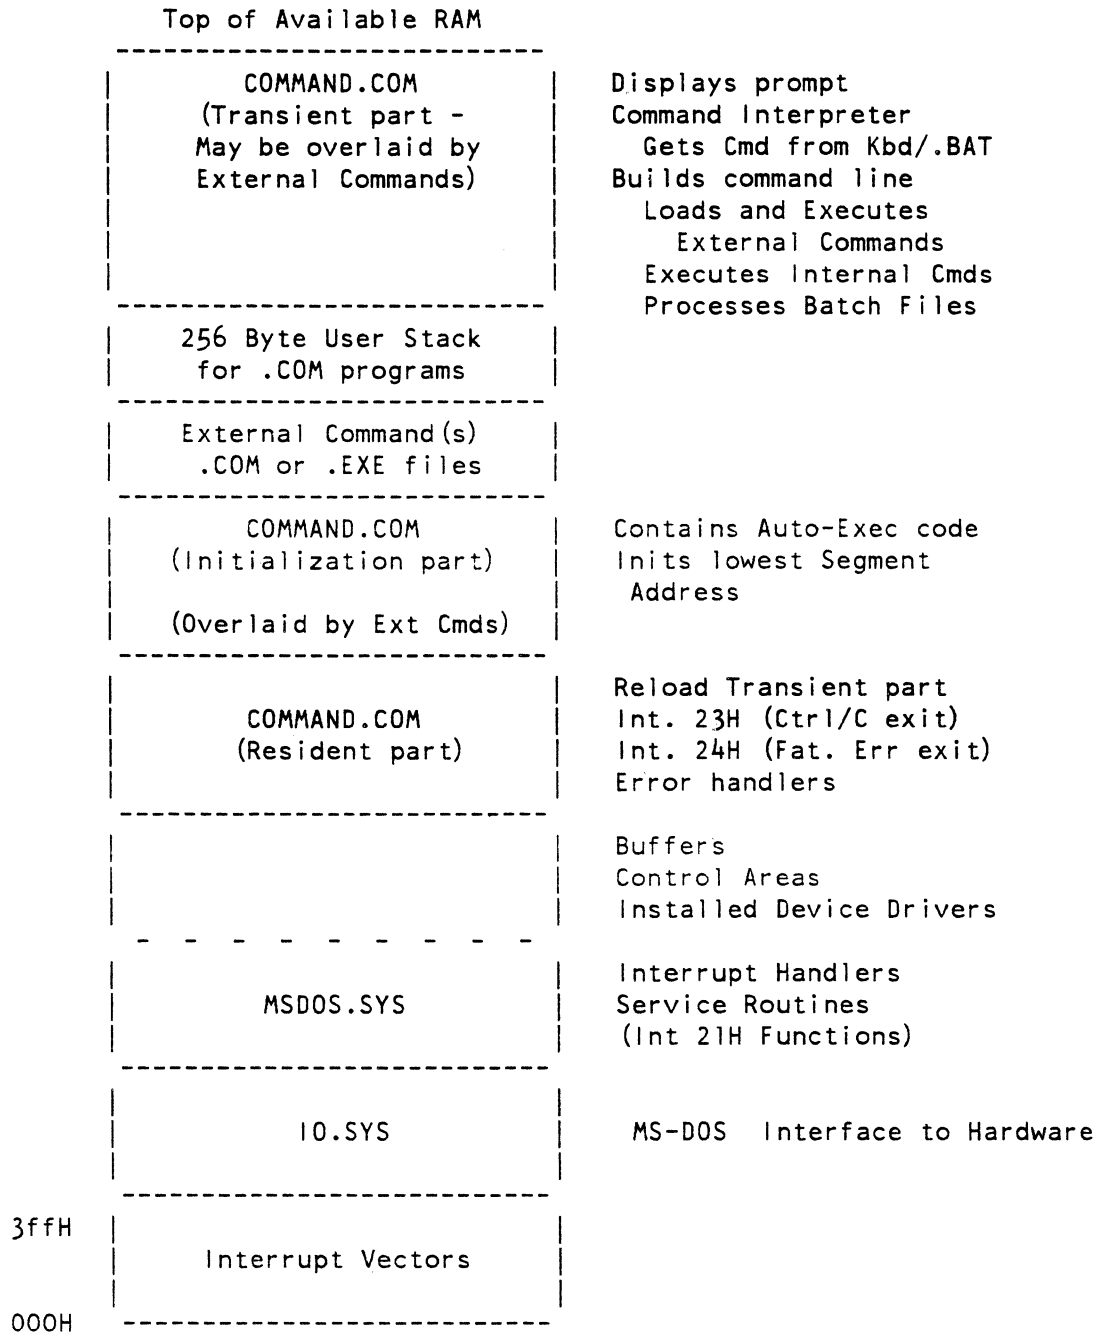 Top of Available RAM
COMMAND.COM Displays prompt
(Transient part - Command Interpreter
May be overlaid by Gets Cmd from Kbd/.BAT
External Commands) Builds command line
Loads and Executes
External Commands
Executes Internal Cmds
Processes Batch Files
256 Byte User Stack
for .COM programs
External Command(s)
.COM or .EXE files
COMMAND.COM Contains Auto-Exec code
(Initialization part) Inits lowest Segment
Address
(Overlaid by Ext Cmds)
Reload Transient part
COMMAND.COM Int. 23H (Ctrl/C exit)
(Resident part) Int. 24H (Fat. Err exit)
Error handlers
Buffers
Control Areas
Installed Device Drivers
Interrupt Handlers
MSDOS.SYS Service Routines
(Int 21H Functions)
IO.SYS MS-DOS Interface to Hardware
3ffH
Interrupt Vectors
000H